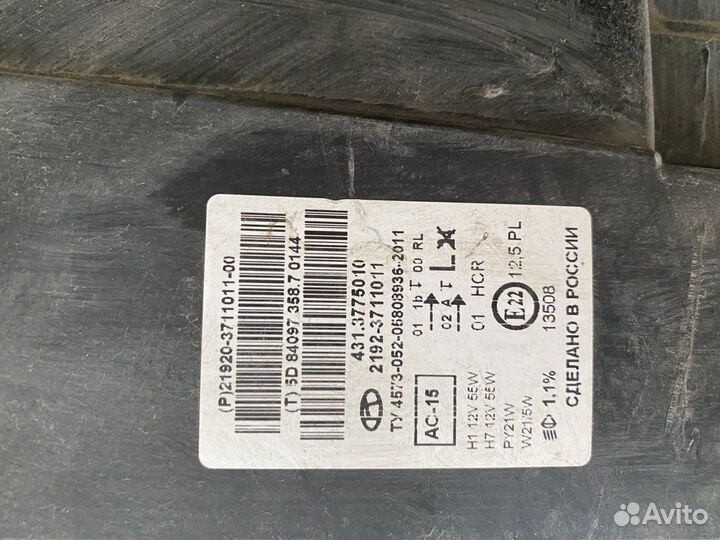 (P)21920-3711011-00
(T) 5D 84097 358.7 0144
431.3775010
2192-3711011
ТУ 4573-052-05808936-2011
AC-15
01 1b T 00 RL
02 A T
L
H1 12V 55W
H7 12V 55W
PY21W
W21/5W
01 HCR
E22
12,5 PL
1,1%
13508
СДЕЛАНО В РОССИИ
Avito